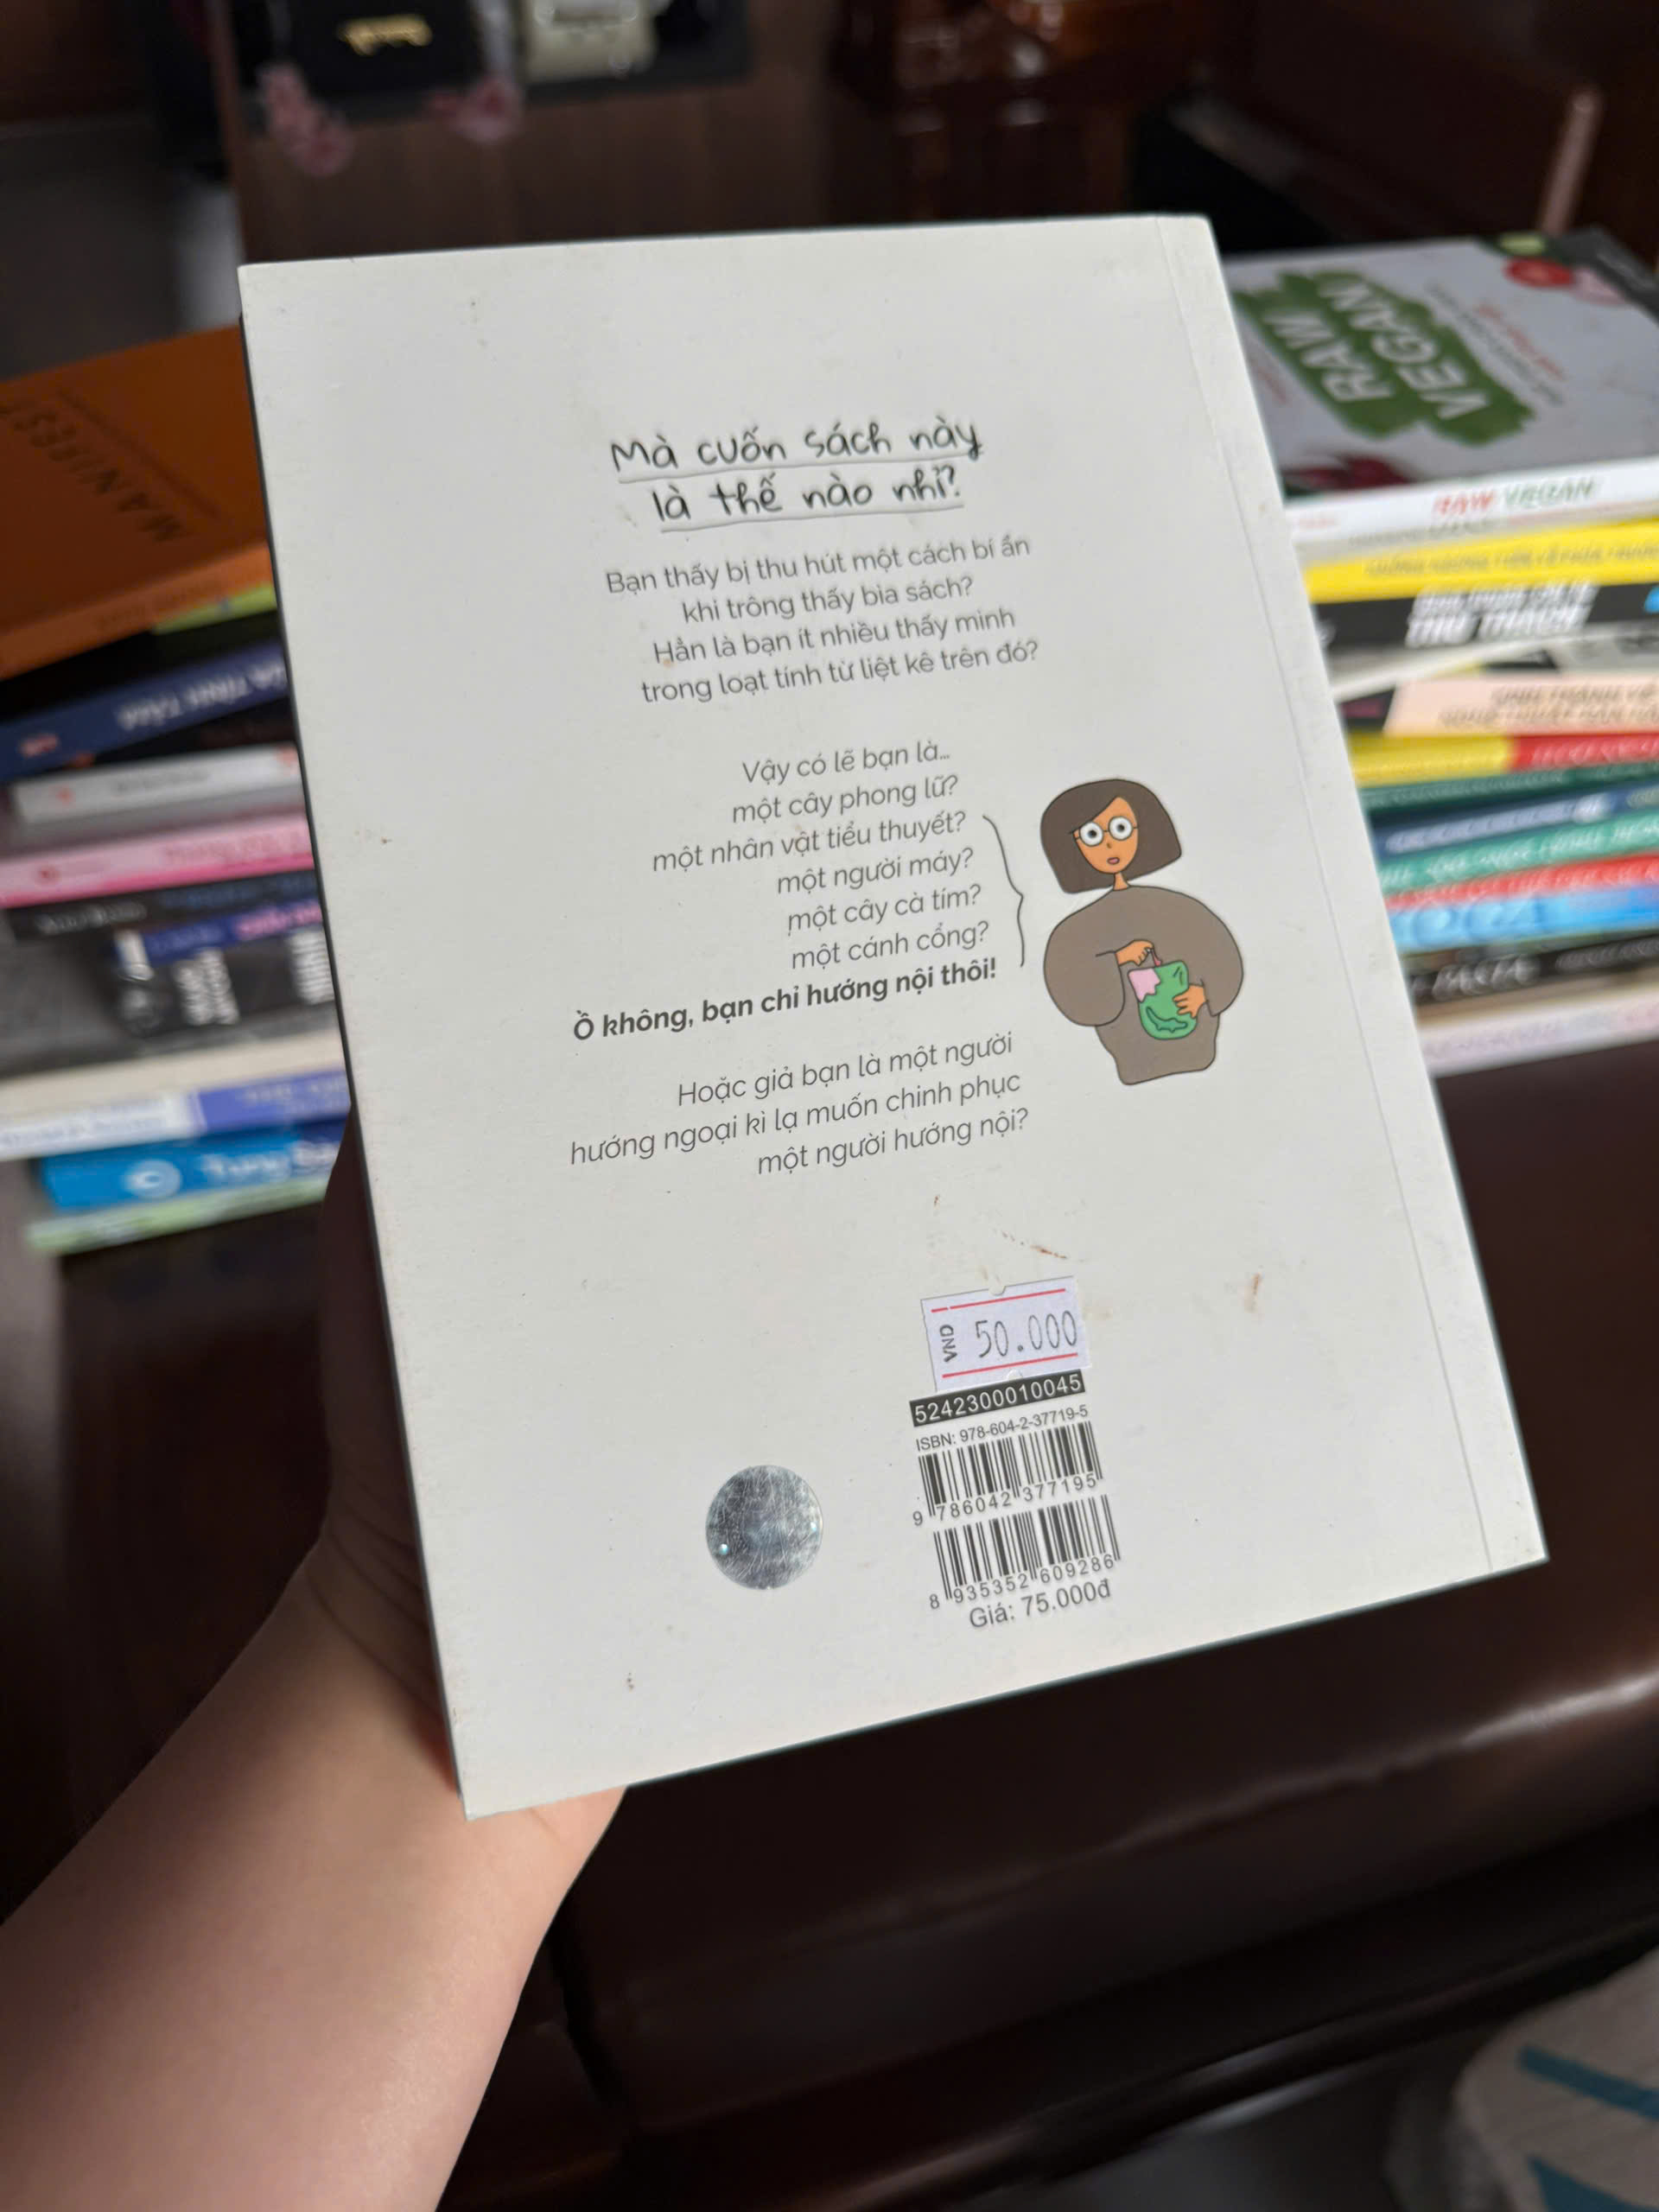 Mà cuốn sách này
là thế nào nhỉ?
Bạn thấy bị thu hút một cách bí ẩn
khi trông thấy bìa sách?
Hẳn là bạn ít nhiều thấy mình
trong loạt tính từ liệt kê trên đó?
Vậy có lẽ bạn là...
một cây phong lữ?
một nhân vật tiểu thuyết?
một người máy?
một cây cà tím?
một cánh cổng?
Ồ không, bạn chỉ hướng nội thôi!
Hoặc giả bạn là một người
hướng ngoại kì lạ muốn chinh phục
một người hướng nội?
VND 50.000
5242300010045
ISBN: 978-604-2-37719-5
9 786042 377195
8 935352 609286
Giá: 75.000đ
RAW
VEGAN
RAW VEGAN
MANIFEST